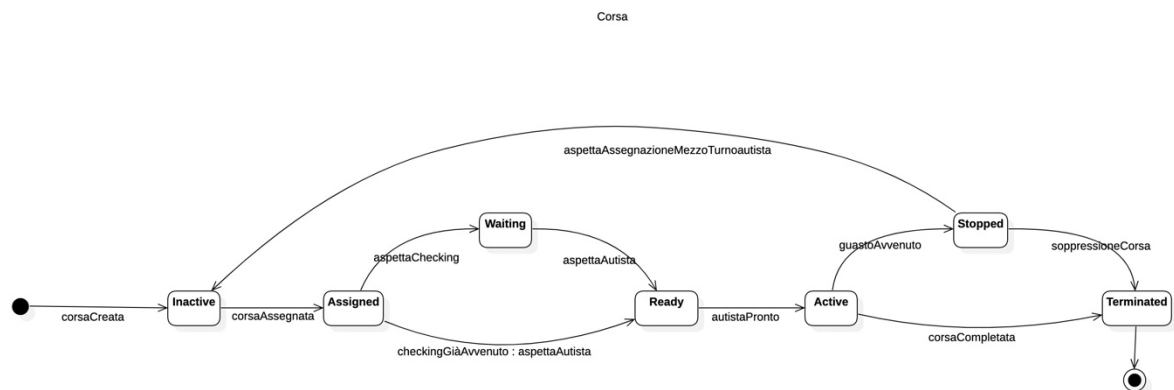 Corsa
aspettaAssegnazioneMezzoTurnoautista
Waiting
Stopped
guastoAvvenuto
soppressioneCorsa
aspettaChecking
aspettaAutista
Inactive
Assigned
Ready
Active
Terminated
corsaCreata
corsaAssegnata
autistaPronto
corsaCompletata
checkingGiàAvvenuto : aspettaAutista